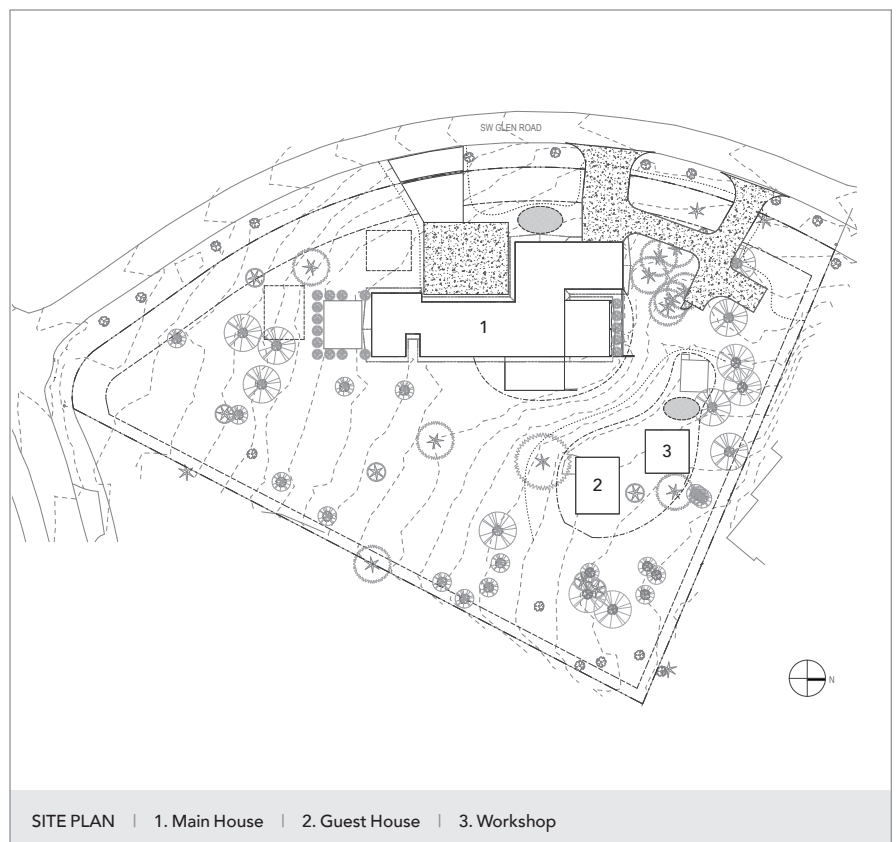 SW GLEN ROAD
1
3
2
N
SITE PLAN | 1. Main House | 2. Guest House | 3. Workshop